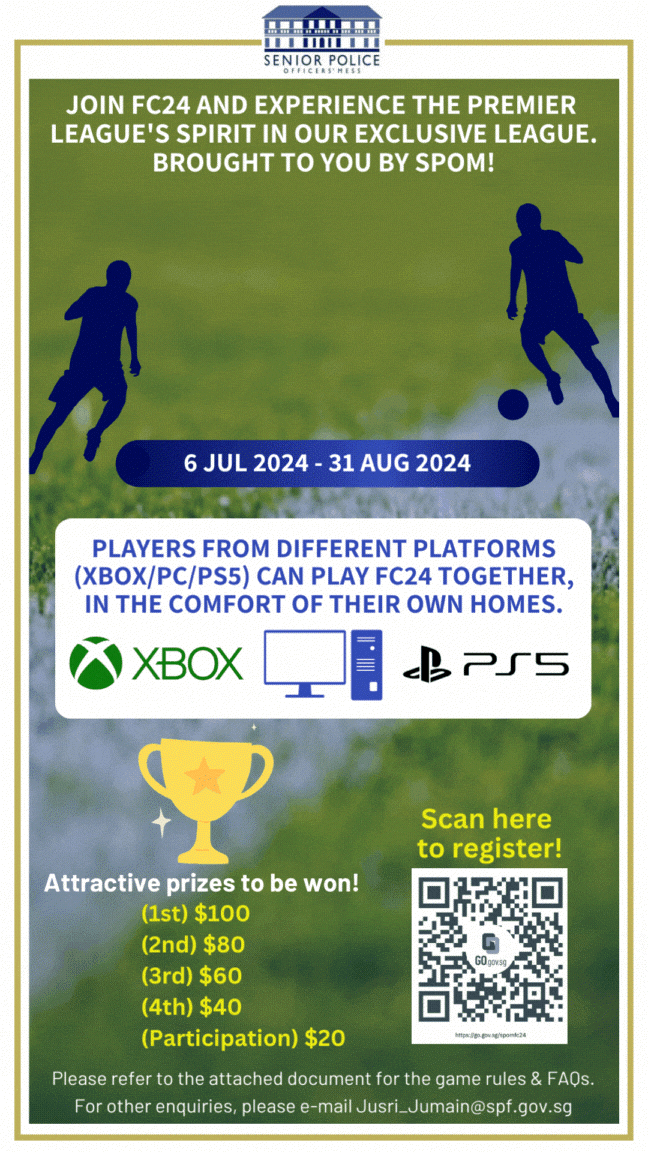 SENIOR POLICE
OFFICERS' MESS
JOIN FC24 AND EXPERIENCE THE PREMIER
LEAGUE'S SPIRIT IN OUR EXCLUSIVE LEAGUE.
BROUGHT TO YOU BY SPOM!
6 JUL 2024 - 31 AUG 2024
PLAYERS FROM DIFFERENT PLATFORMS
(XBOX/PC/PS5) CAN PLAY FC24 TOGETHER,
IN THE COMFORT OF THEIR OWN HOMES.
XBOX PS5
Scan here
to register!
Attractive prizes to be won!
(1st) $100
(2nd) $80
(3rd) $60
(4th) $40
(Participation) $20
GO gov.sg
https://go.gov.sg/spomfc24
Please refer to the attached document for the game rules & FAQs.
For other enquiries, please e-mail Jusri_Jumain@spf.gov.sg